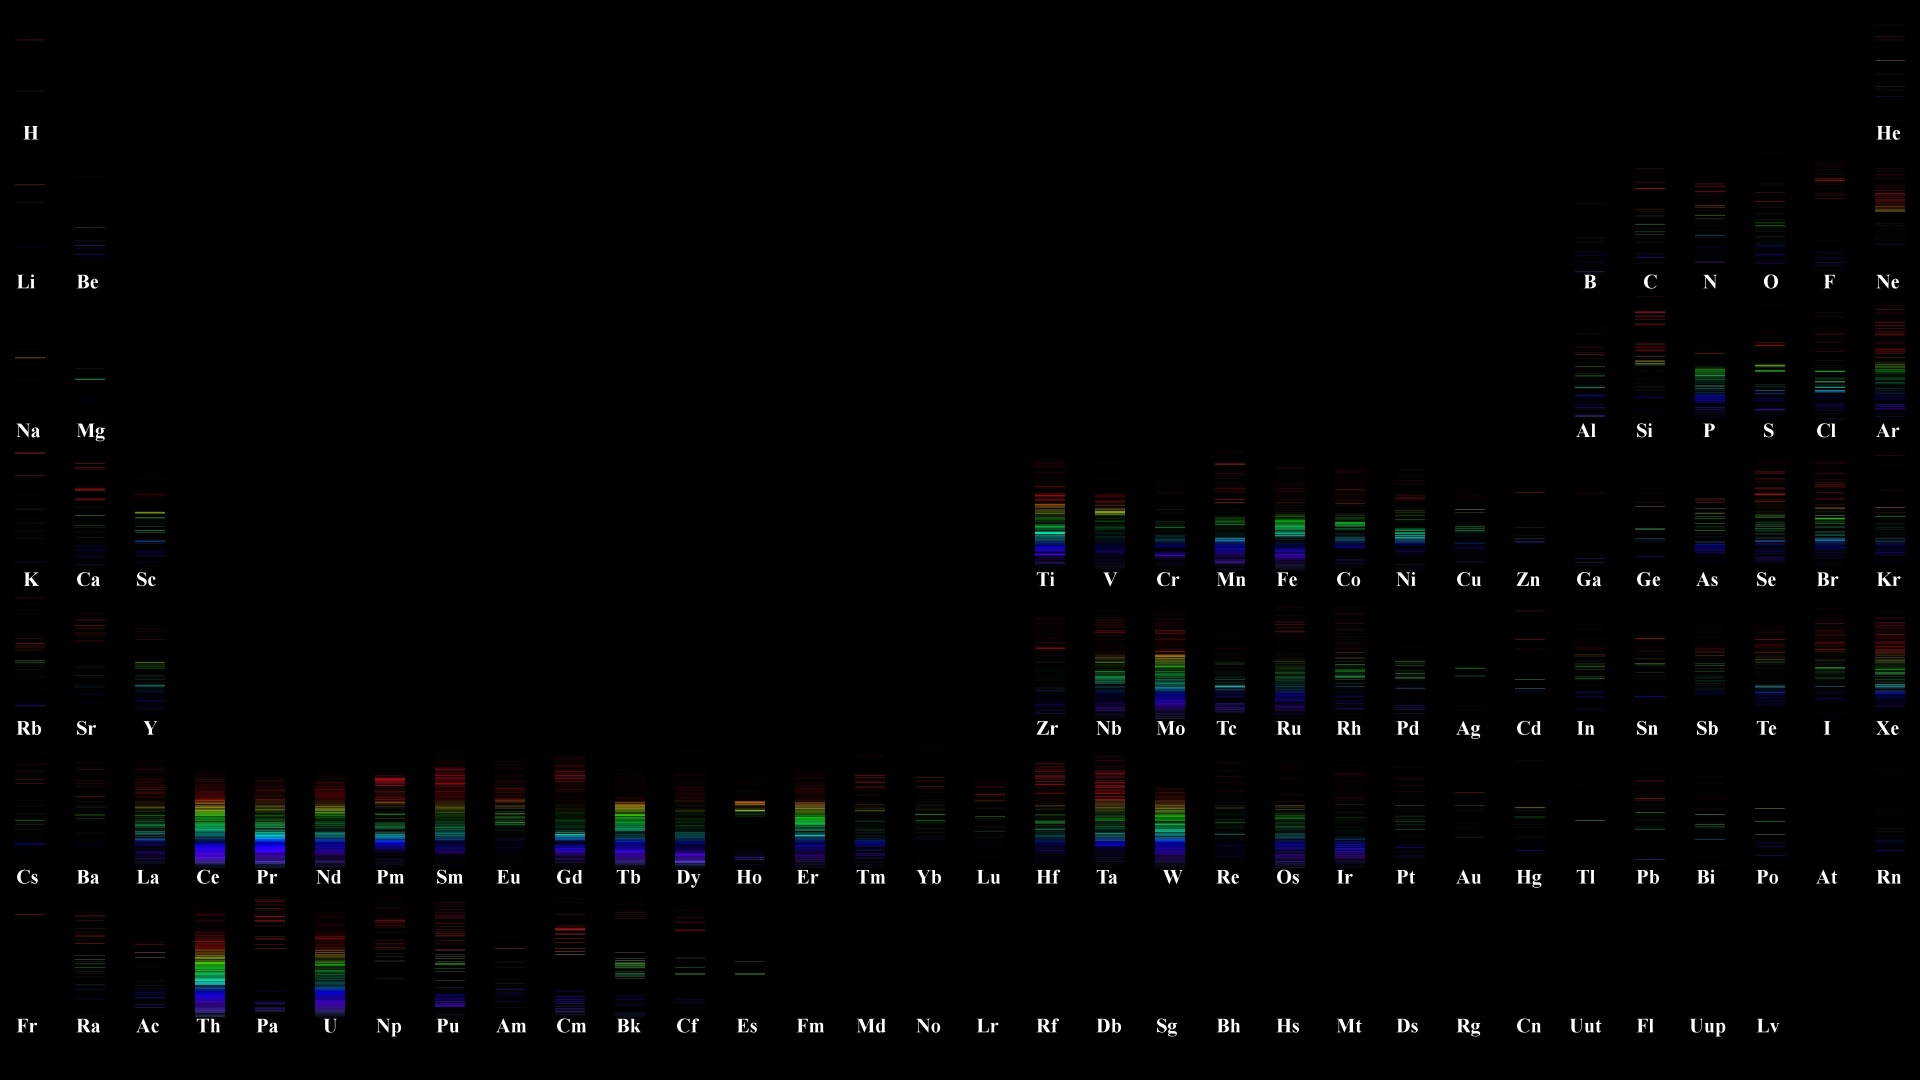 H He
Li Be B C N O F Ne
Na Mg Al Si P S Cl Ar
K Ca Sc Ti V Cr Mn Fe Co Ni Cu Zn Ga Ge As Se Br Kr
Rb Sr Y Zr Nb Mo Tc Ru Rh Pd Ag Cd In Sn Sb Te I Xe
Cs Ba La Ce Pr Nd Pm Sm Eu Gd Tb Dy Ho Er Tm Yb Lu Hf Ta W Re Os Ir Pt Au Hg Tl Pb Bi Po At Rn
Fr Ra Ac Th Pa U Np Pu Am Cm Bk Cf Es Fm Md No Lr Rf Db Sg Bh Hs Mt Ds Rg Cn Uut Fl Uup Lv